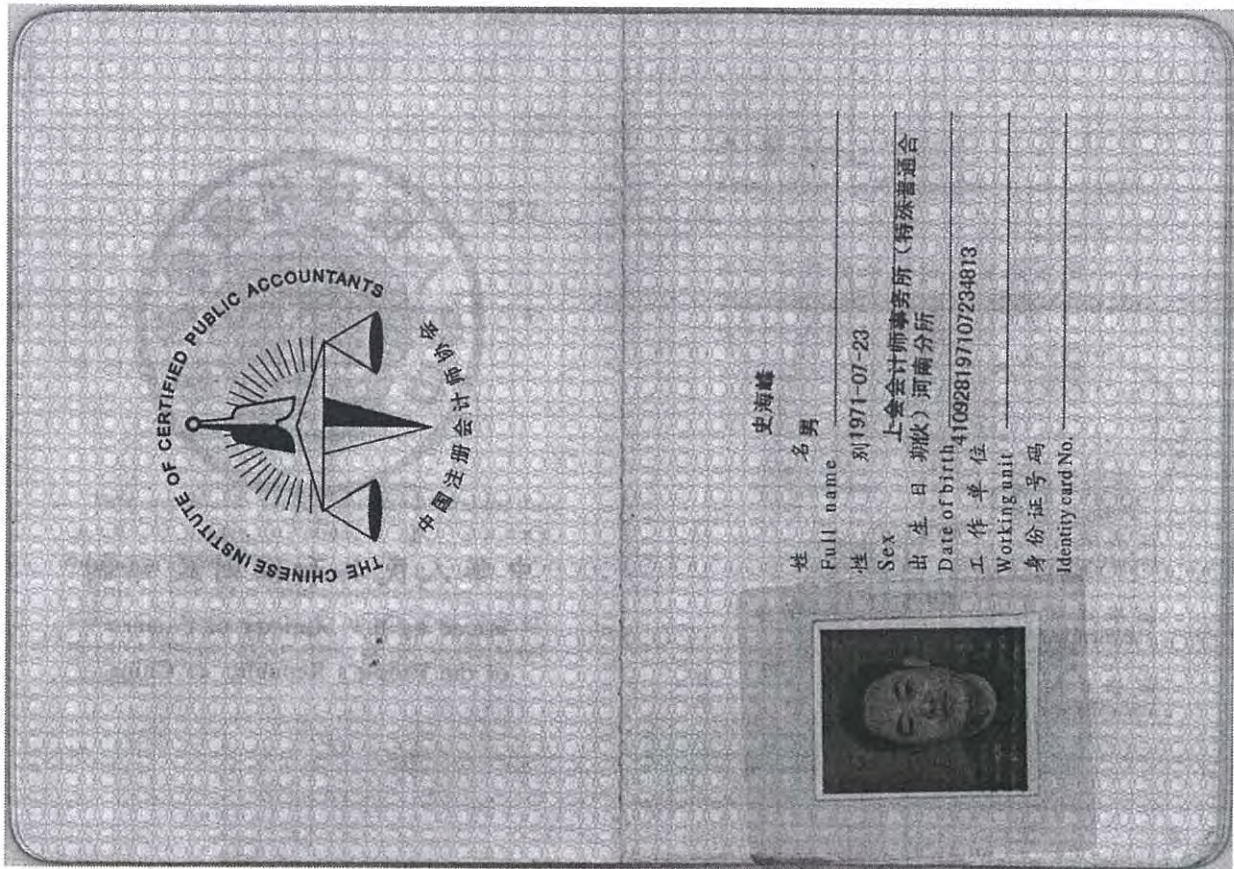 THE CHINESE INSTITUTE OF CERTIFIED PUBLIC ACCOUNTANTS
中国注册会计师协会
史海峰
姓 名
男
Full name
性 别
1971-07-23
Sex
上会会计师事务所（特殊普通合
出生日期
伙）河南分所
Date of birth
410928197107234813
工作单位
Working unit
身份证号码
Identity card No.